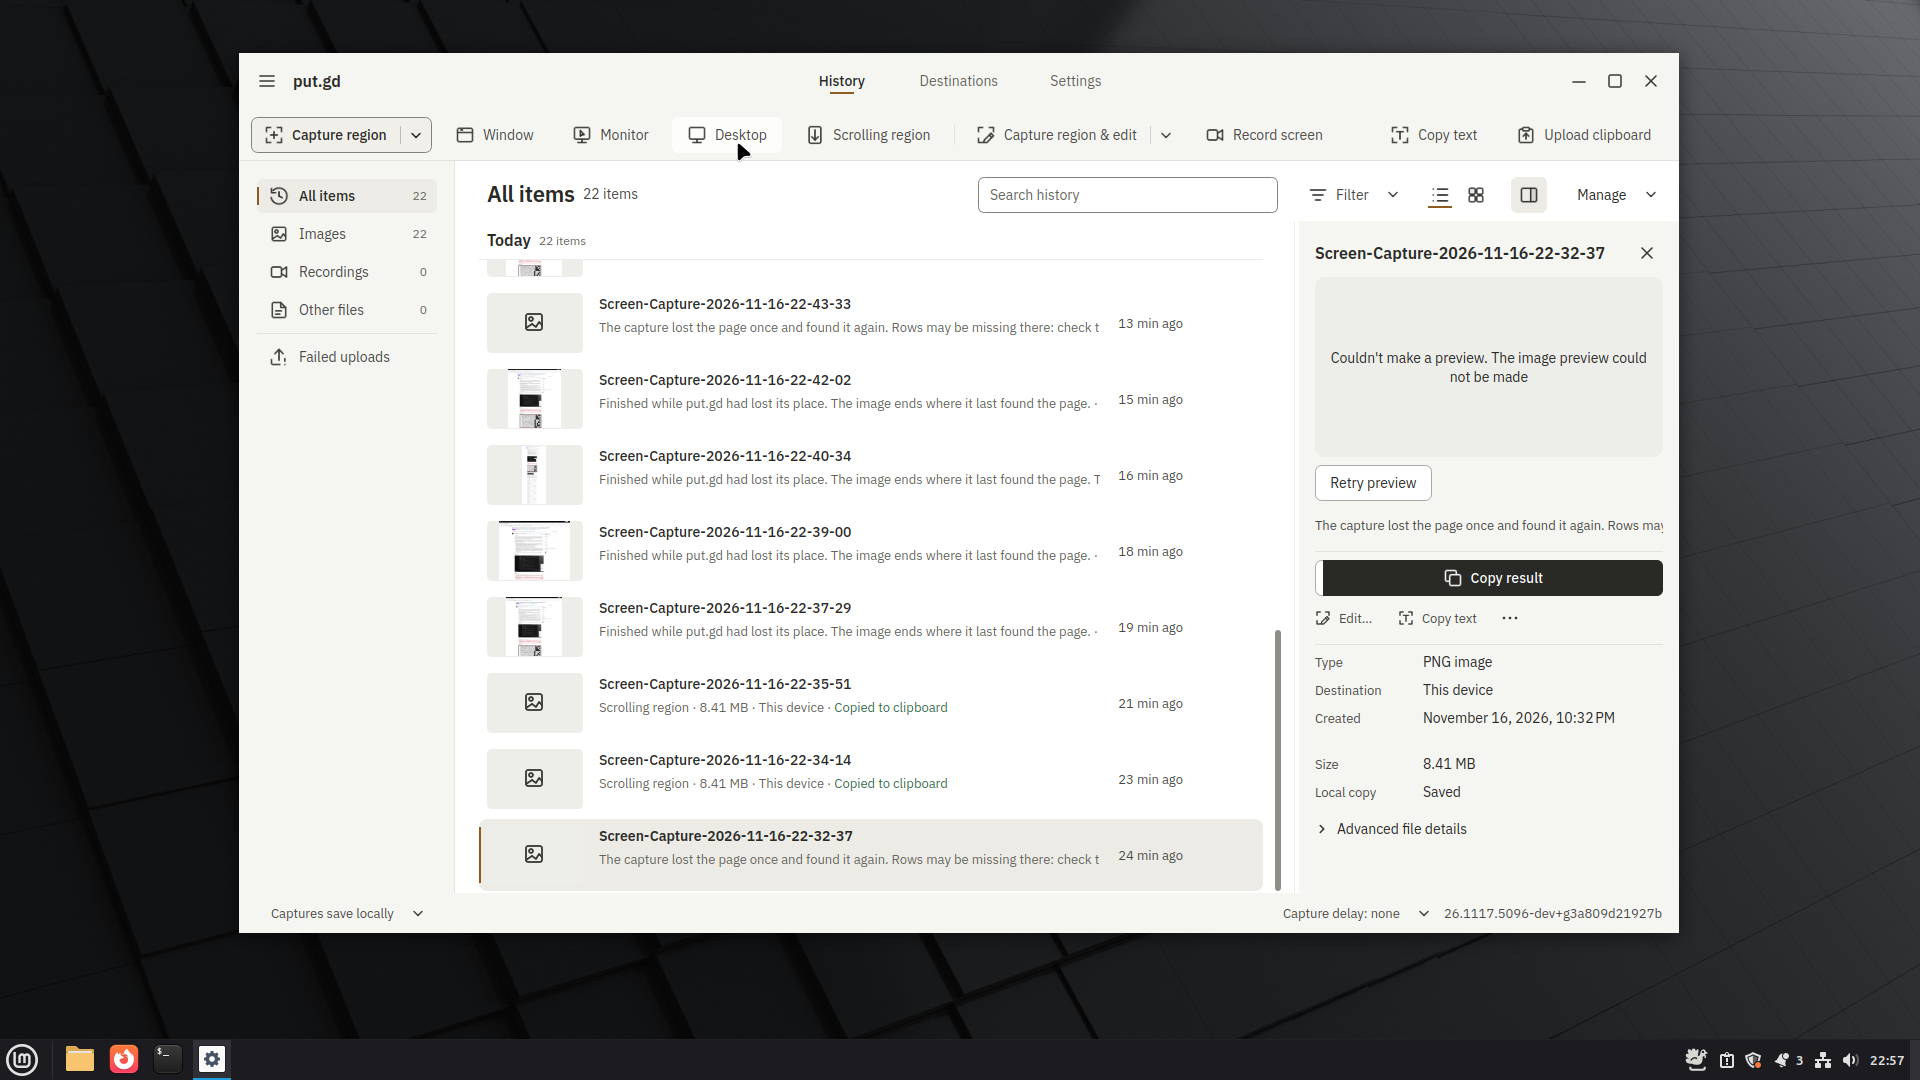 put.gd
History
Destinations
Settings
Capture region
Window
Monitor
Desktop
Scrolling region
Capture region & edit
Record screen
Copy text
Upload clipboard
All items 22
Images 22
Recordings 0
Other files 0
Failed uploads
All items 22 items
Search history
Filter
Manage
Today 22 items
Screen-Capture-2026-11-16-22-43-33
The capture lost the page once and found it again. Rows may be missing there: check t
13 min ago
Screen-Capture-2026-11-16-22-42-02
Finished while put.gd had lost its place. The image ends where it last found the page. ·
15 min ago
Screen-Capture-2026-11-16-22-40-34
Finished while put.gd had lost its place. The image ends where it last found the page. T
16 min ago
Screen-Capture-2026-11-16-22-39-00
Finished while put.gd had lost its place. The image ends where it last found the page. ·
18 min ago
Screen-Capture-2026-11-16-22-37-29
Finished while put.gd had lost its place. The image ends where it last found the page. ·
19 min ago
Screen-Capture-2026-11-16-22-35-51
Scrolling region · 8.41 MB · This device · Copied to clipboard
21 min ago
Screen-Capture-2026-11-16-22-34-14
Scrolling region · 8.41 MB · This device · Copied to clipboard
23 min ago
Screen-Capture-2026-11-16-22-32-37
The capture lost the page once and found it again. Rows may be missing there: check t
24 min ago
Screen-Capture-2026-11-16-22-32-37
Couldn't make a preview. The image preview could
not be made
Retry preview
The capture lost the page once and found it again. Rows may
Copy result
Edit...
Copy text
Type PNG image
Destination This device
Created November 16, 2026, 10:32 PM
Size 8.41 MB
Local copy Saved
Advanced file details
Captures save locally
Capture delay: none
26.1117.5096-dev+g3a809d21927b
3
22:57